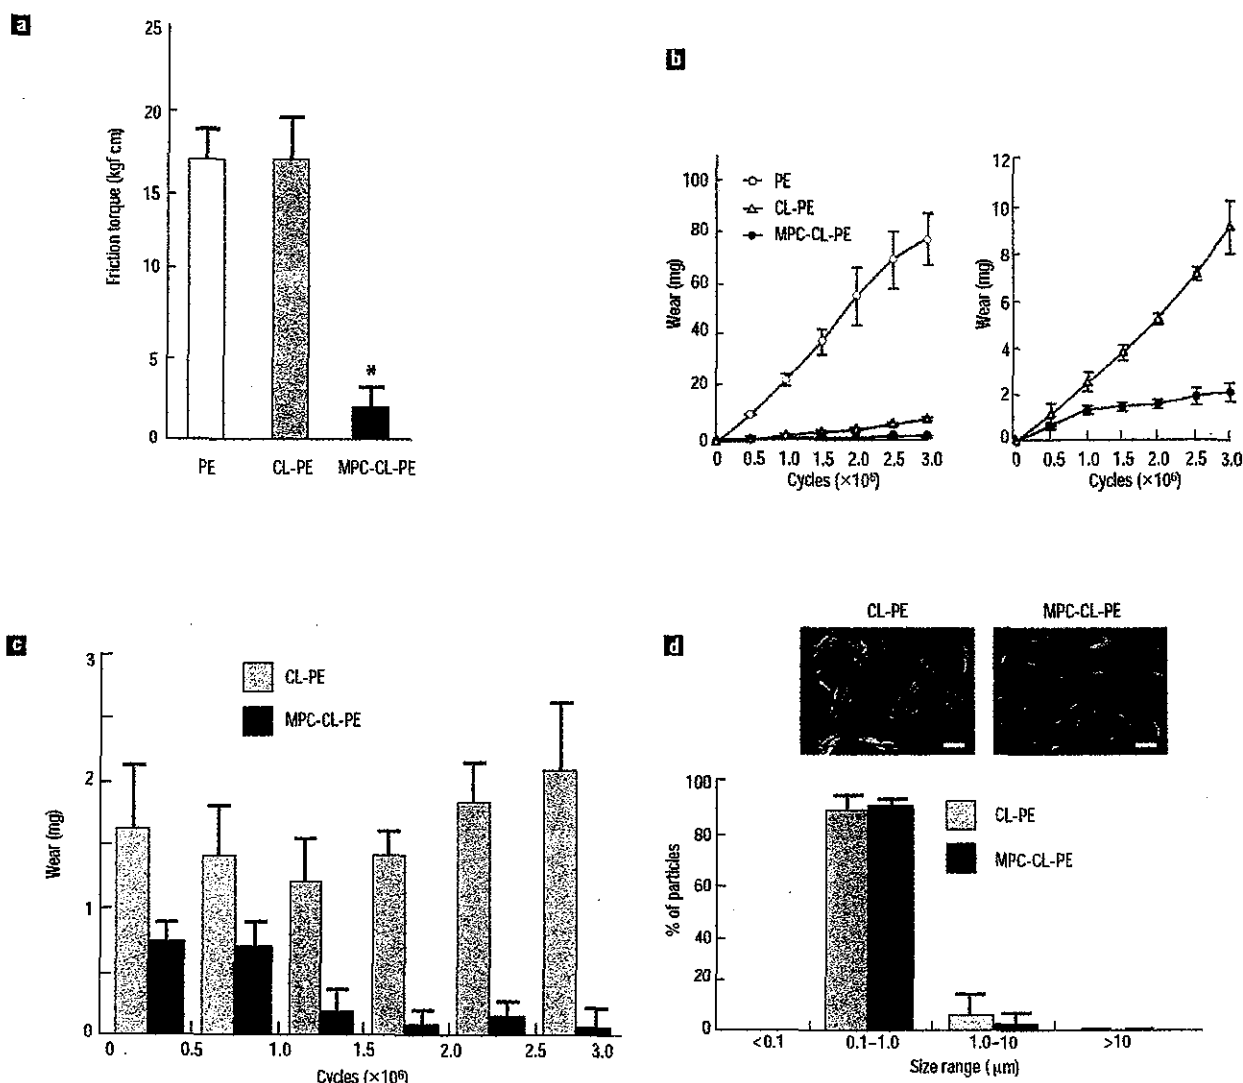 a
25
20
15
10
5
0
Friction torque (kgf cm)
PE
CL-PE
MPC-CL-PE
*
b
100
80
60
40
20
0
Wear (mg)
PE
CL-PE
MPC-CL-PE
0 0.5 1.0 1.5 2.0 2.5 3.0
Cycles (×10⁶)
12
10
8
6
4
2
0
Wear (mg)
0 0.5 1.0 1.5 2.0 2.5 3.0
Cycles (×10⁶)
c
3
2
1
0
Wear (mg)
CL-PE
MPC-CL-PE
0 0.5 1.0 1.5 2.0 2.5 3.0
Cycles (×10⁶)
d
CL-PE
MPC-CL-PE
100
80
60
40
20
0
% of particles
CL-PE
MPC-CL-PE
<0.1 0.1–1.0 1.0–10 >10
Size range (μm)